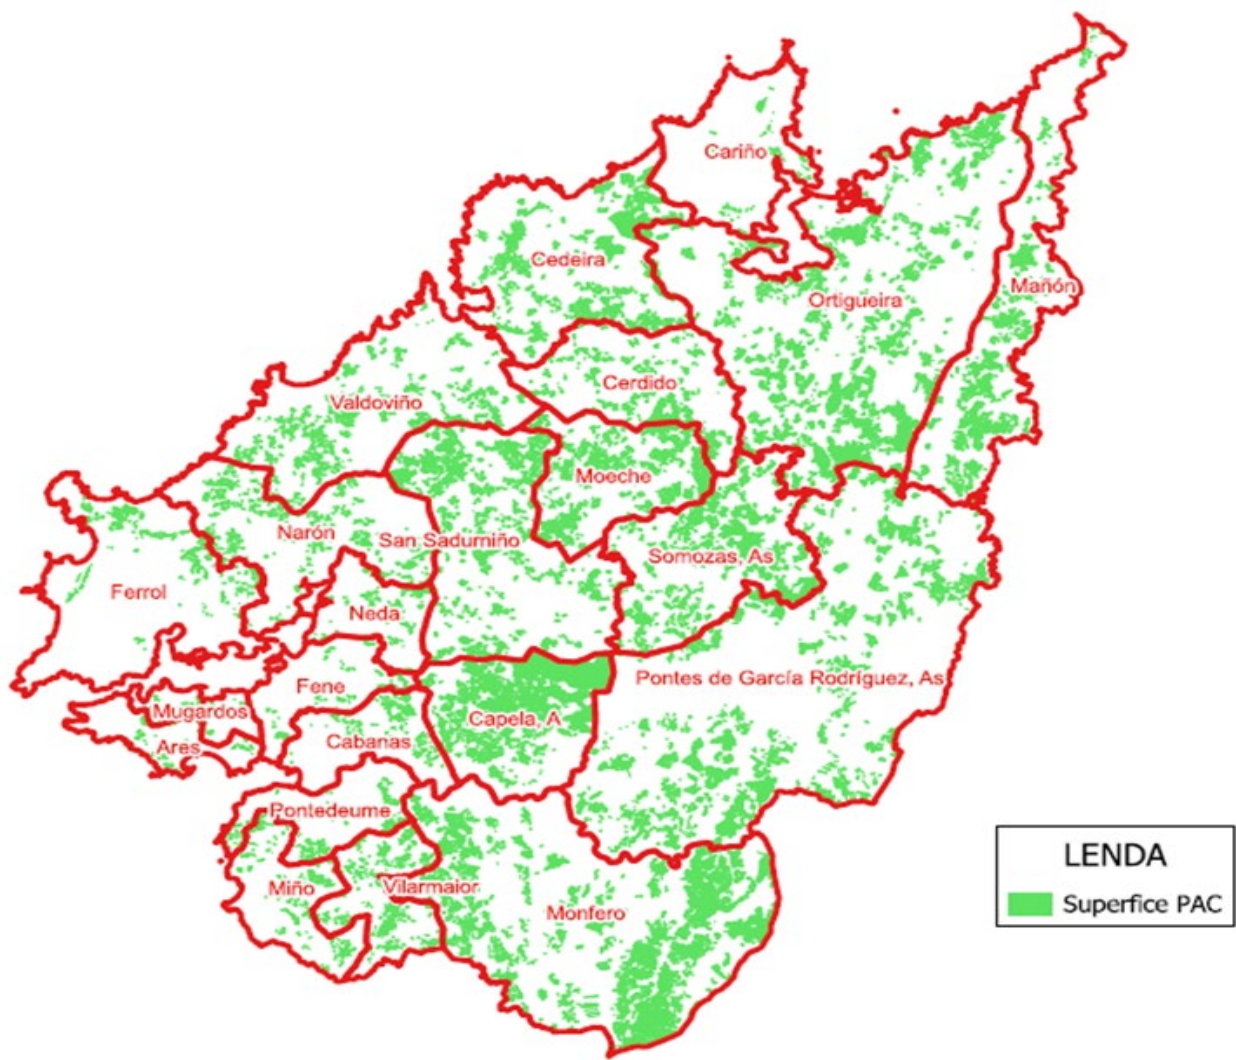 Cariño
Cedeira
Mañón
Ortigueira
Cerdido
Valdoviño
Moeche
Narón
San Sadurniño
Somozas, As
Ferrol
Neda
Pontes de García Rodríguez, As
Fene
Mugardos
Capela, A
Cabanas
Ares
Pontedeume
Miño
Vilarmaior
Monfero
LENDA
Superfice PAC